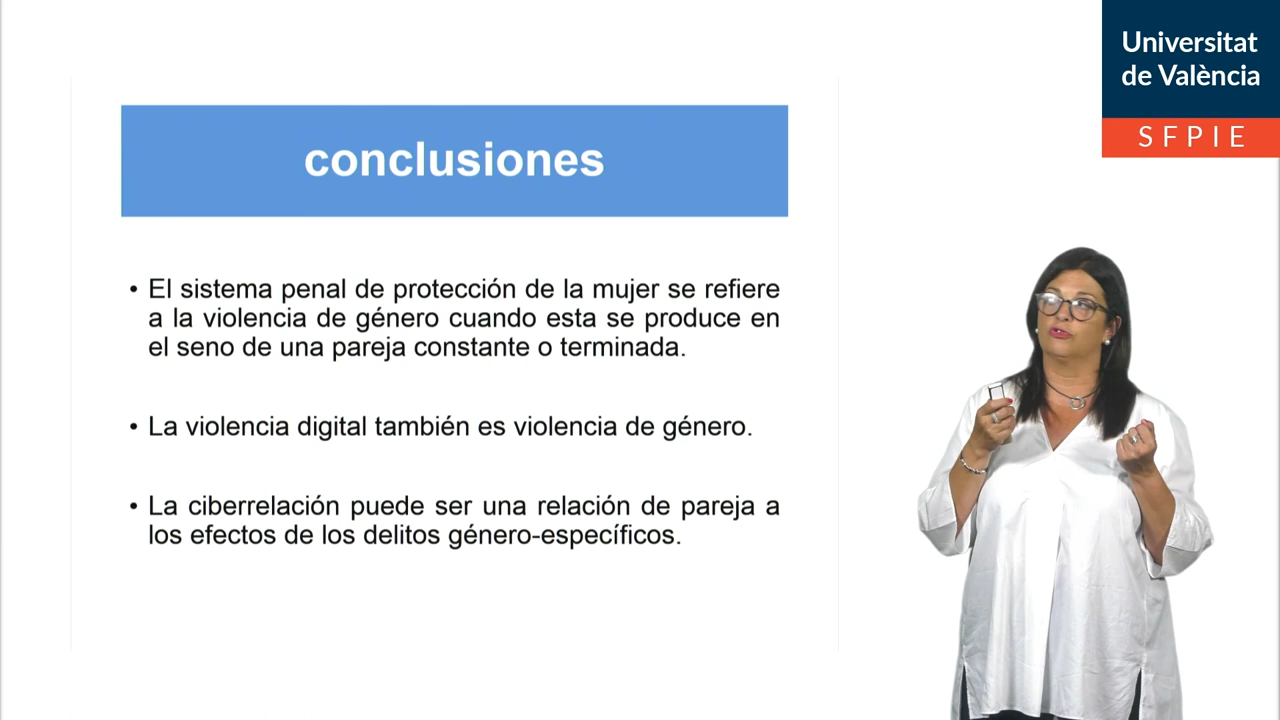 Universitat
de València
SFPIE
conclusiones
• El sistema penal de protección de la mujer se refiere
a la violencia de género cuando esta se produce en
el seno de una pareja constante o terminada.
• La violencia digital también es violencia de género.
• La ciberrelación puede ser una relación de pareja a
los efectos de los delitos género-específicos.